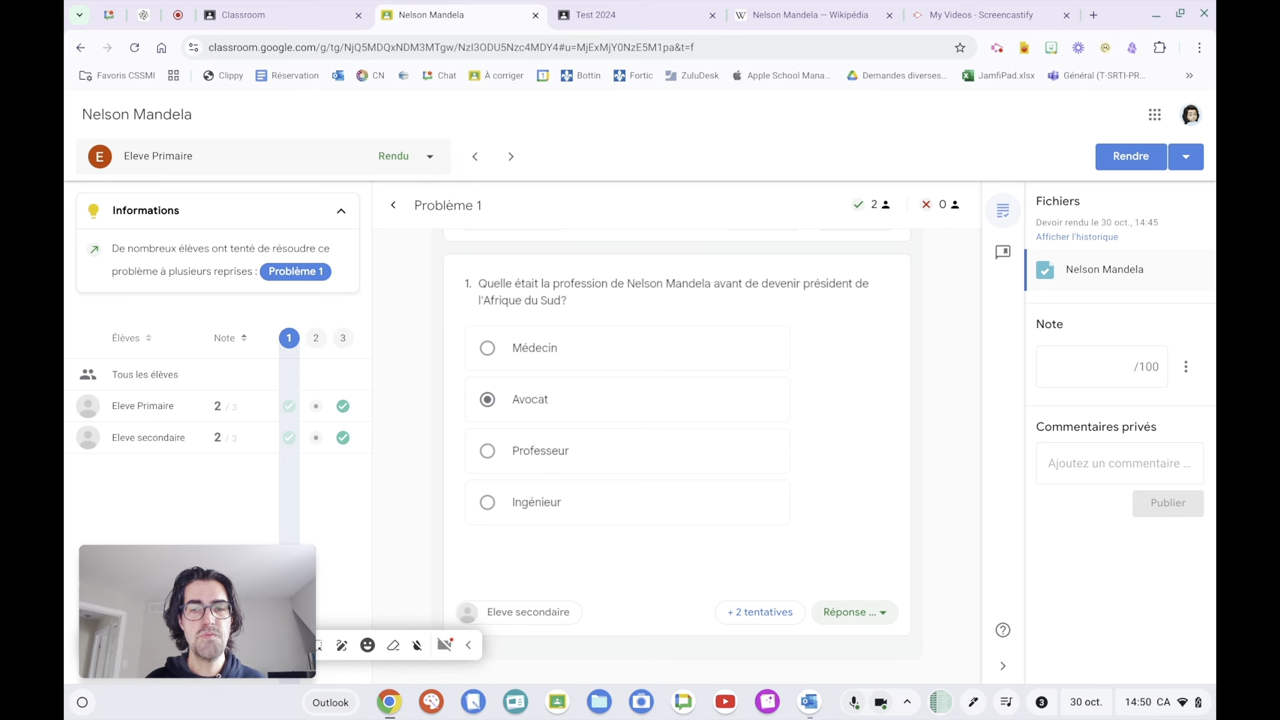 Classroom
Nelson Mandela
Test 2024
Nelson Mandela — Wikipédia
My Videos - Screencastify
classroom.google.com/g/tg/NjQ5MDQxNDM3MTgw/NzI3ODU5Nzc4MDY4#u=MjExMjY0NzE5M1pa&t=f
Favoris CSSMI
Clippy
Réservation
CN
Chat
À corriger
Bottin
Fortic
ZuluDesk
Apple School Mana...
Demandes diverses...
JamfiPad.xlsx
Général (T-SRTI-PR...
Nelson Mandela
E
Eleve Primaire
Rendu
Rendre
Informations
De nombreux élèves ont tenté de résoudre ce
problème à plusieurs reprises : Problème 1
Élèves
Note
1
2
3
Tous les élèves
Eleve Primaire
2 / 3
Eleve secondaire
2 / 3
Problème 1
2
0
1. Quelle était la profession de Nelson Mandela avant de devenir président de
l'Afrique du Sud?
Médecin
Avocat
Professeur
Ingénieur
Eleve secondaire
+ 2 tentatives
Réponse ...
Fichiers
Devoir rendu le 30 oct., 14:45
Afficher l'historique
Nelson Mandela
Note
/100
Commentaires privés
Ajoutez un commentaire ...
Publier
Outlook
3
30 oct.
14:50 CA